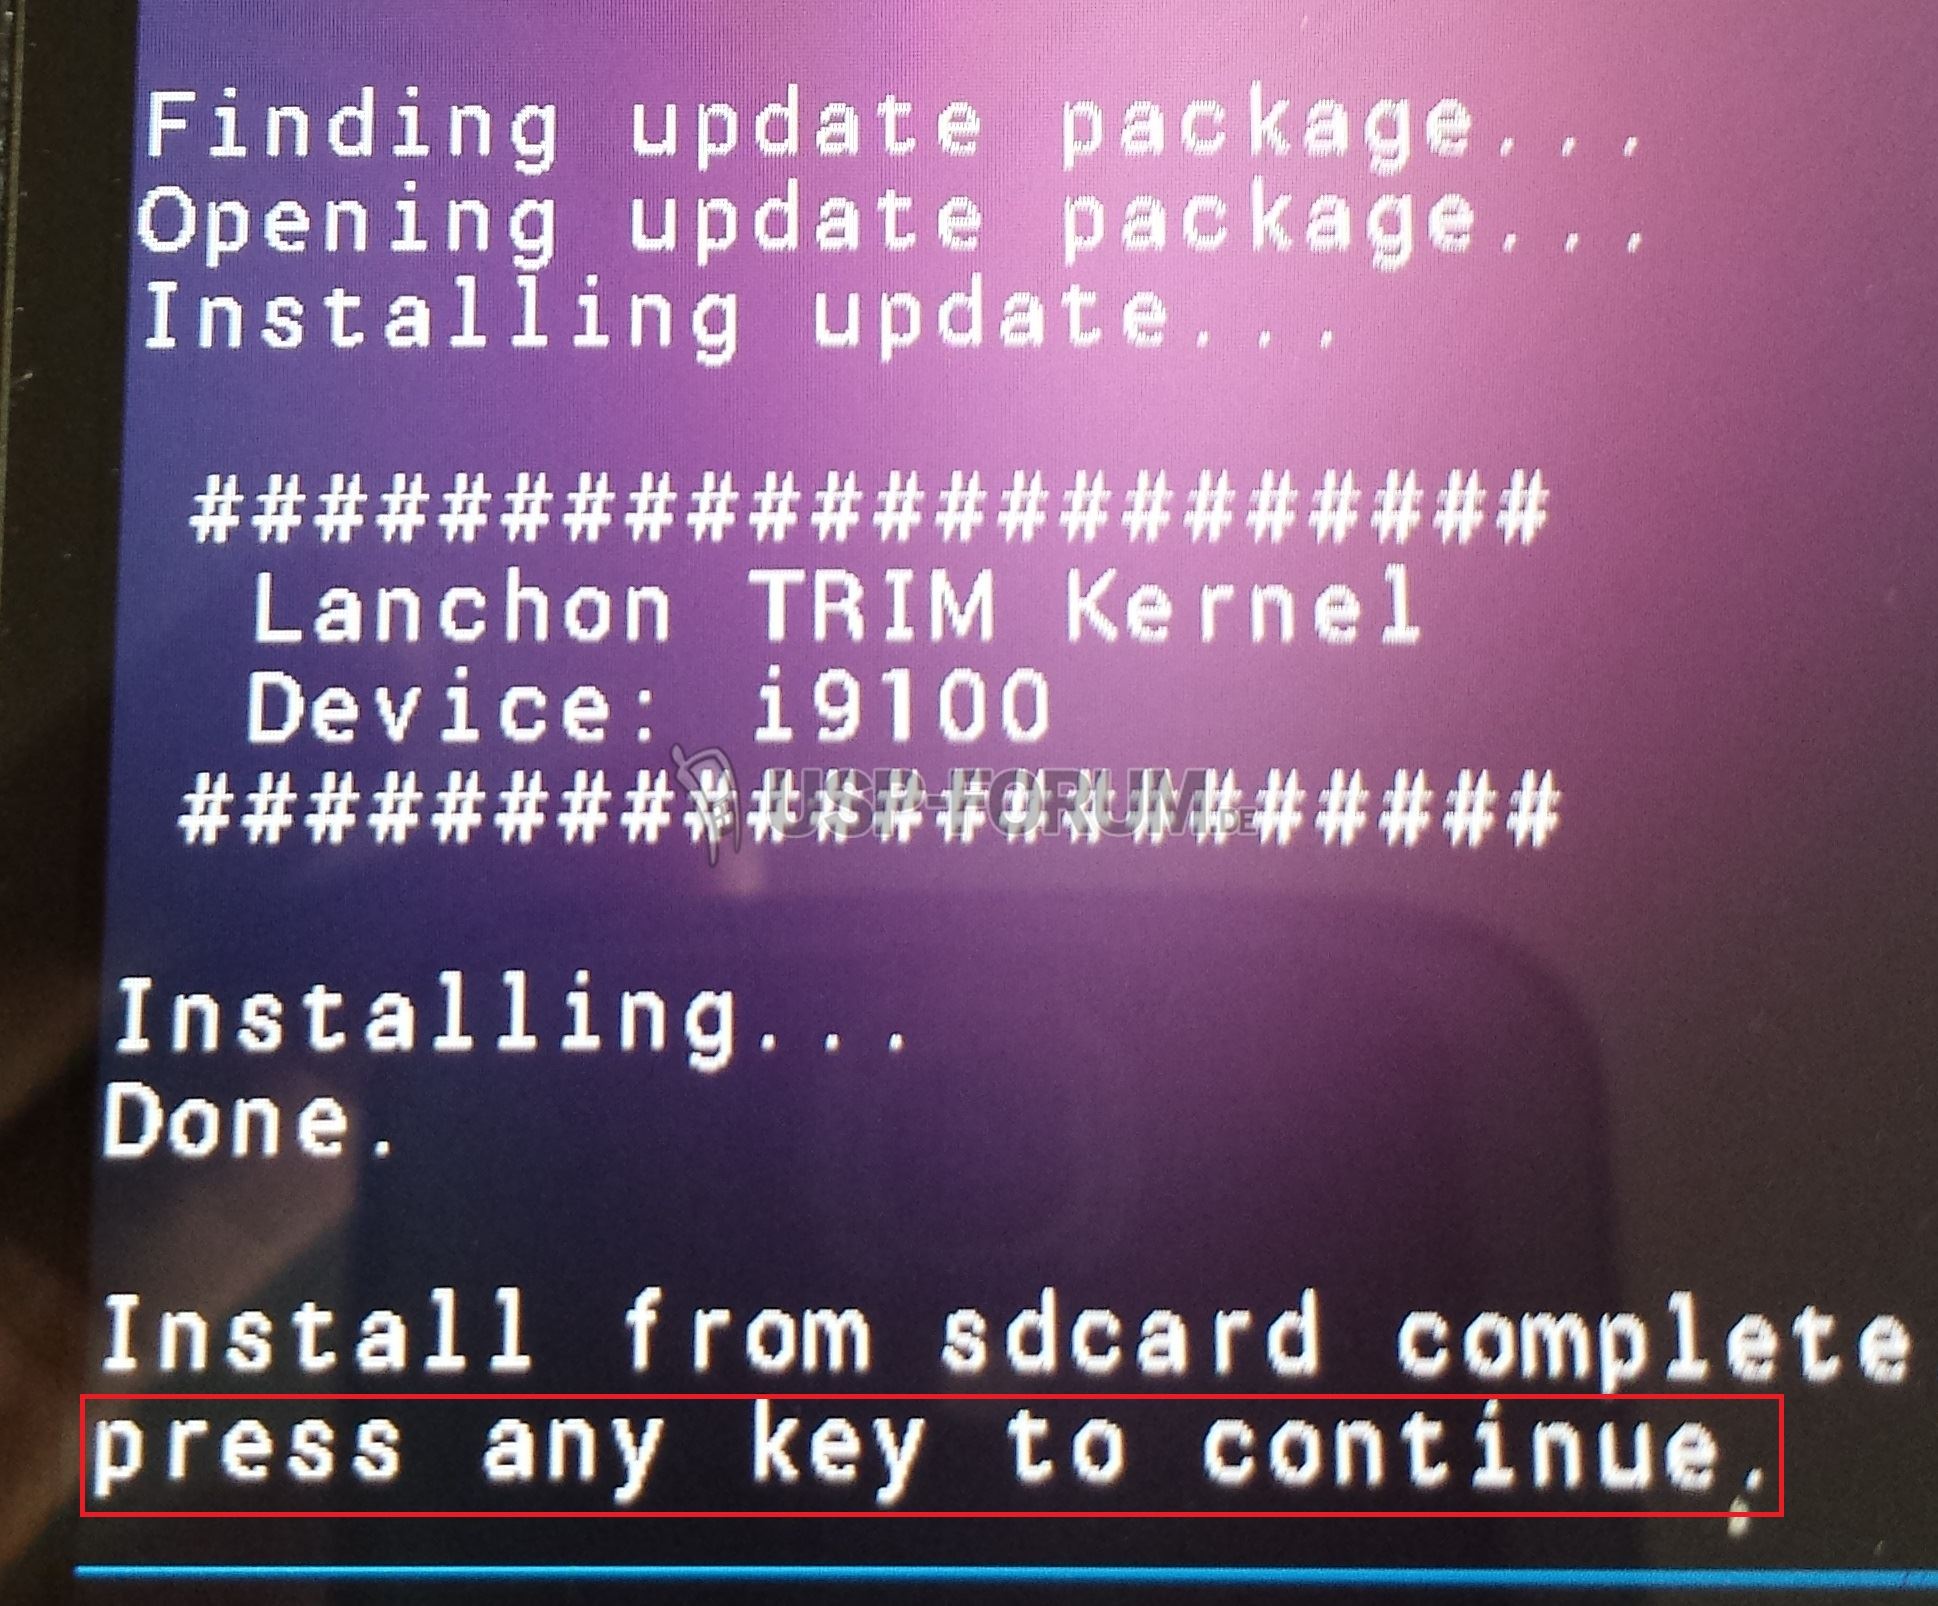 Finding update package...
Opening update package...
Installing update...
######################
Lanchon TRIM Kernel
Device: i9100
######################
USP-FORUM.DE
Installing...
Done.
Install from sdcard complete
press any key to continue.